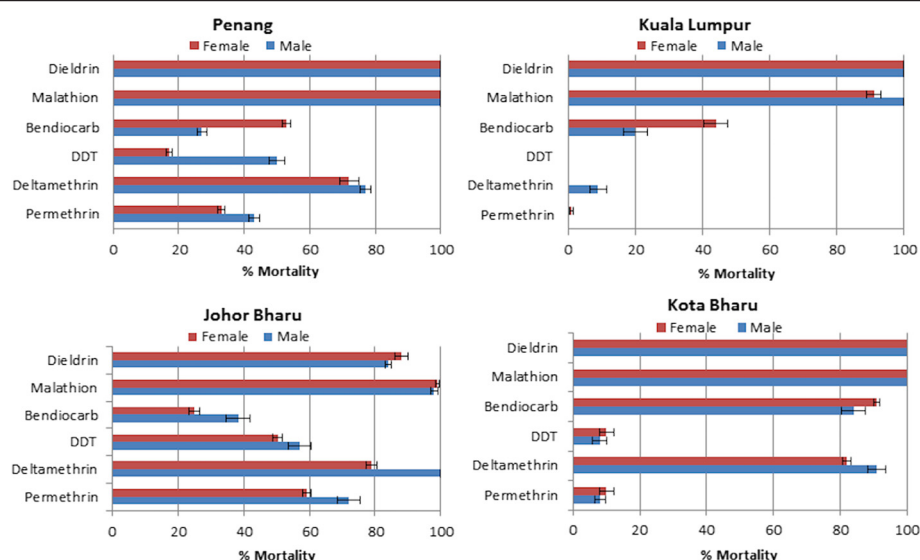 Penang
Female Male
Dieldrin
Malathion
Bendiocarb
DDT
Deltamethrin
Permethrin
0 20 40 60 80 100
% Mortality
Kuala Lumpur
Female Male
Dieldrin
Malathion
Bendiocarb
DDT
Deltamethrin
Permethrin
0 20 40 60 80 100
% Mortality
Johor Bharu
Female Male
Dieldrin
Malathion
Bendiocarb
DDT
Deltamethrin
Permethrin
0 20 40 60 80 100
% Mortality
Kota Bharu
Female Male
Dieldrin
Malathion
Bendiocarb
DDT
Deltamethrin
Permethrin
0 20 40 60 80 100
% Mortality